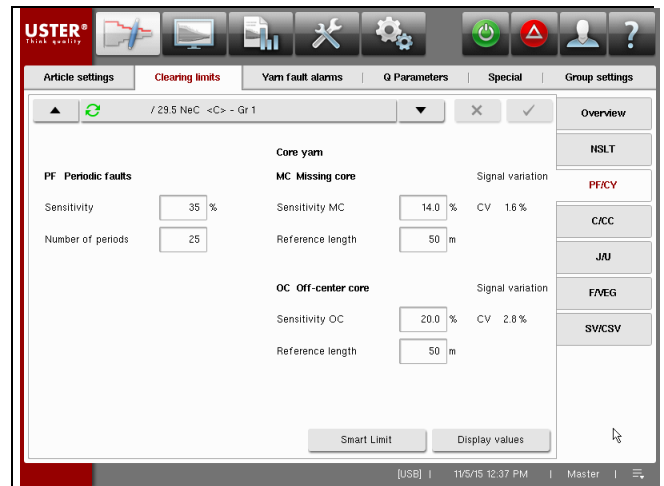 USTER®
Think quality
?
Article settings
Clearing limits
Yarn fault alarms
Q Parameters
Special
Group settings
/ 29.5 NeC <C> - Gr 1
Overview
NSLT
PF/CY
C/CC
J/U
F/VEG
SV/CSV
PF Periodic faults
Sensitivity 35 %
Number of periods 25
Core yarn
MC Missing core Signal variation
Sensitivity MC 14.0 % CV 1.6 %
Reference length 50 m
OC Off-center core Signal variation
Sensitivity OC 20.0 % CV 2.8 %
Reference length 50 m
Smart Limit
Display values
[USB] | 11/5/15 12:37 PM | Master |